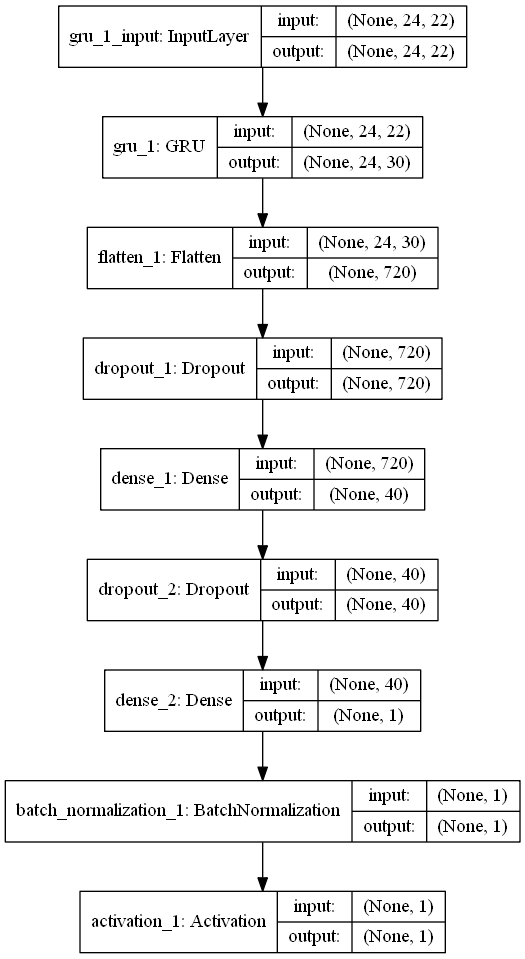 gru_1_input: InputLayer
input: (None, 24, 22)
output: (None, 24, 22)
gru_1: GRU
input: (None, 24, 22)
output: (None, 24, 30)
flatten_1: Flatten
input: (None, 24, 30)
output: (None, 720)
dropout_1: Dropout
input: (None, 720)
output: (None, 720)
dense_1: Dense
input: (None, 720)
output: (None, 40)
dropout_2: Dropout
input: (None, 40)
output: (None, 40)
dense_2: Dense
input: (None, 40)
output: (None, 1)
batch_normalization_1: BatchNormalization
input: (None, 1)
output: (None, 1)
activation_1: Activation
input: (None, 1)
output: (None, 1)